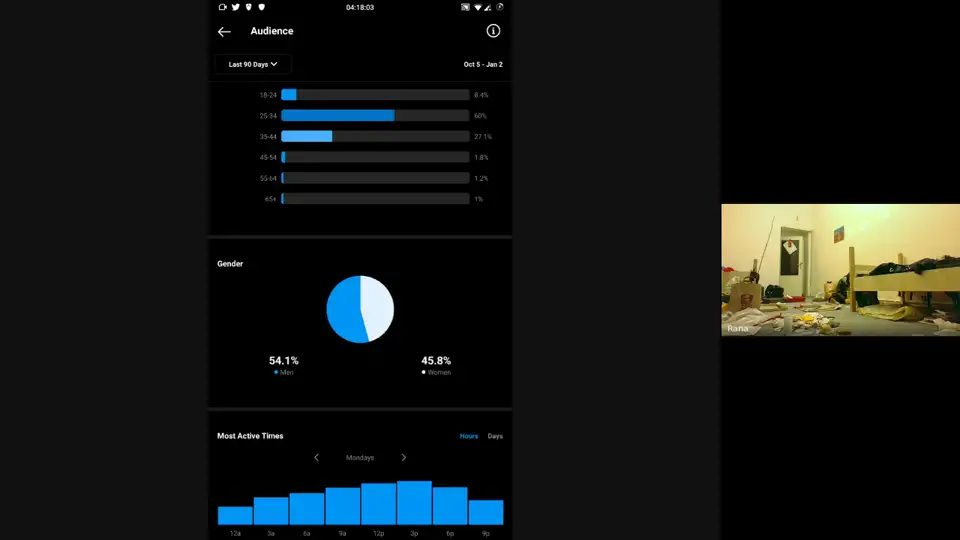 04:18:03
Audience
Last 90 Days
Oct 5 - Jan 2
18-24 8.4%
25-34 60%
35-44 27.1%
45-54 1.8%
55-64 1.2%
65+ 1%
Gender
54.1% 45.8%
Men Women
Rana
Most Active Times Hours Days
Mondays
12a 3a 6a 9a 12p 3p 6p 9p